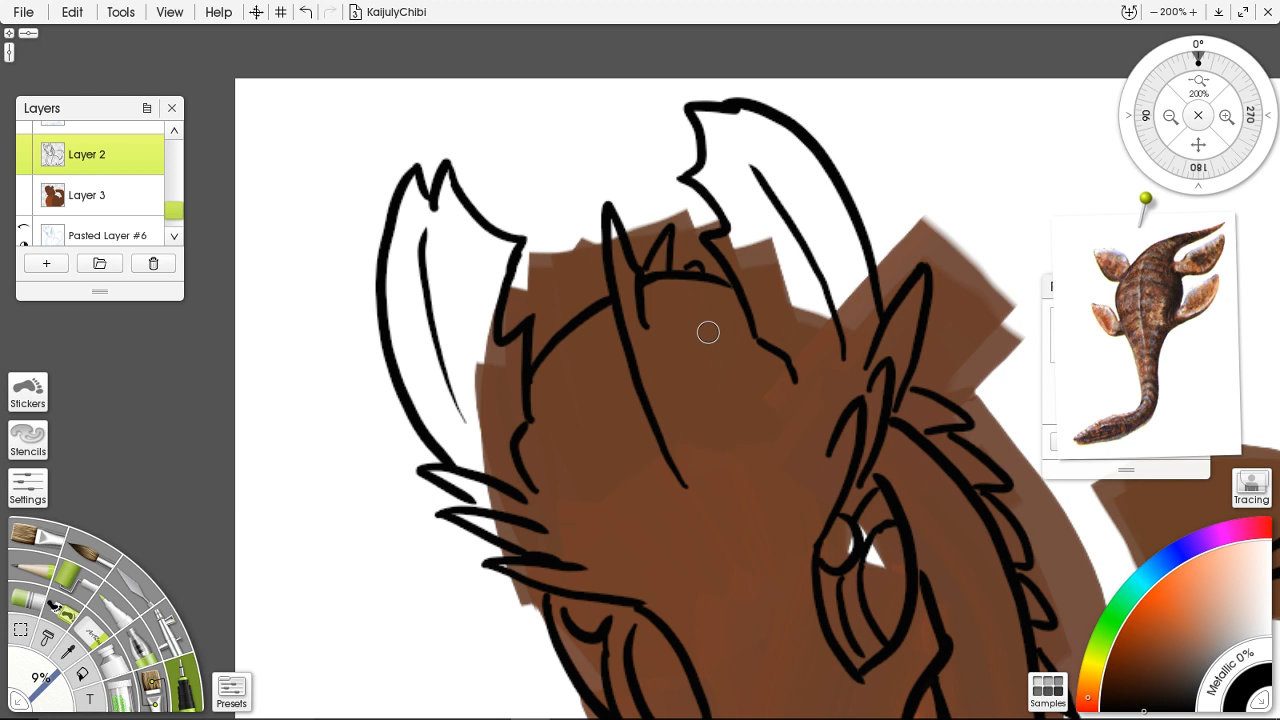 File Edit Tools View Help KaijulyChibi 200%
Layers
Layer 2
Layer 3
Pasted Layer #6
0°
200%
90
270
180
Stickers
Stencils
Settings
Tracing
9%
T
Presets
Samples
Metallic 0%